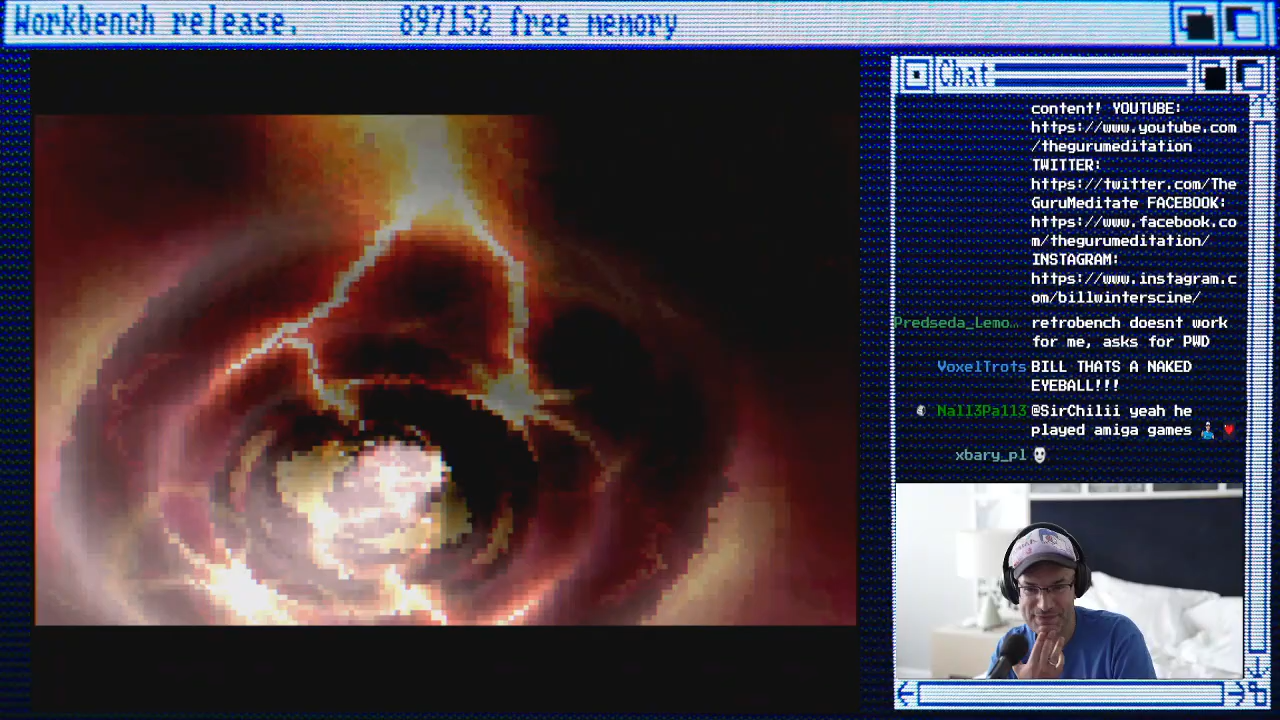 Workbench release. 897152 free memory
Chat
content! YOUTUBE:
https://www.youtube.com
/thegurumeditation
TWITTER:
https://twitter.com/The
GuruMeditate FACEBOOK:
https://www.facebook.co
m/thegurumeditation/
INSTAGRAM:
https://www.instagram.c
om/billwinterscine/
Predseda_Lemo… retrobench doesnt work
for me, asks for PWD
VoxelTrots BILL THATS A NAKED
EYEBALL!!!
Nall3Pall3 @SirChilii yeah he
played amiga games
xbary_pl